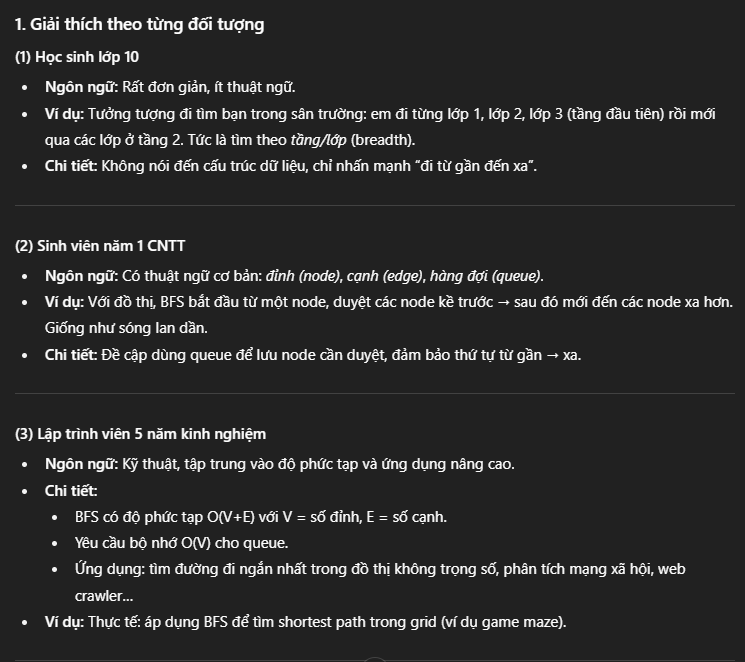 1. Giải thích theo từng đối tượng
(1) Học sinh lớp 10
• Ngôn ngữ: Rất đơn giản, ít thuật ngữ.
• Ví dụ: Tưởng tượng đi tìm bạn trong sân trường: em đi từng lớp 1, lớp 2, lớp 3 (tầng đầu tiên) rồi mới
qua các lớp ở tầng 2. Tức là tìm theo tầng/lớp (breadth).
• Chi tiết: Không nói đến cấu trúc dữ liệu, chỉ nhấn mạnh “đi từ gần đến xa”.
(2) Sinh viên năm 1 CNTT
• Ngôn ngữ: Có thuật ngữ cơ bản: đỉnh (node), cạnh (edge), hàng đợi (queue).
• Ví dụ: Với đồ thị, BFS bắt đầu từ một node, duyệt các node kề trước → sau đó mới đến các node xa hơn.
Giống như sóng lan dần.
• Chi tiết: Đề cập dùng queue để lưu node cần duyệt, đảm bảo thứ tự từ gần → xa.
(3) Lập trình viên 5 năm kinh nghiệm
• Ngôn ngữ: Kỹ thuật, tập trung vào độ phức tạp và ứng dụng nâng cao.
• Chi tiết:
• BFS có độ phức tạp O(V+E) với V = số đỉnh, E = số cạnh.
• Yêu cầu bộ nhớ O(V) cho queue.
• Ứng dụng: tìm đường đi ngắn nhất trong đồ thị không trọng số, phân tích mạng xã hội, web
crawler...
• Ví dụ: Thực tế: áp dụng BFS để tìm shortest path trong grid (ví dụ game maze).